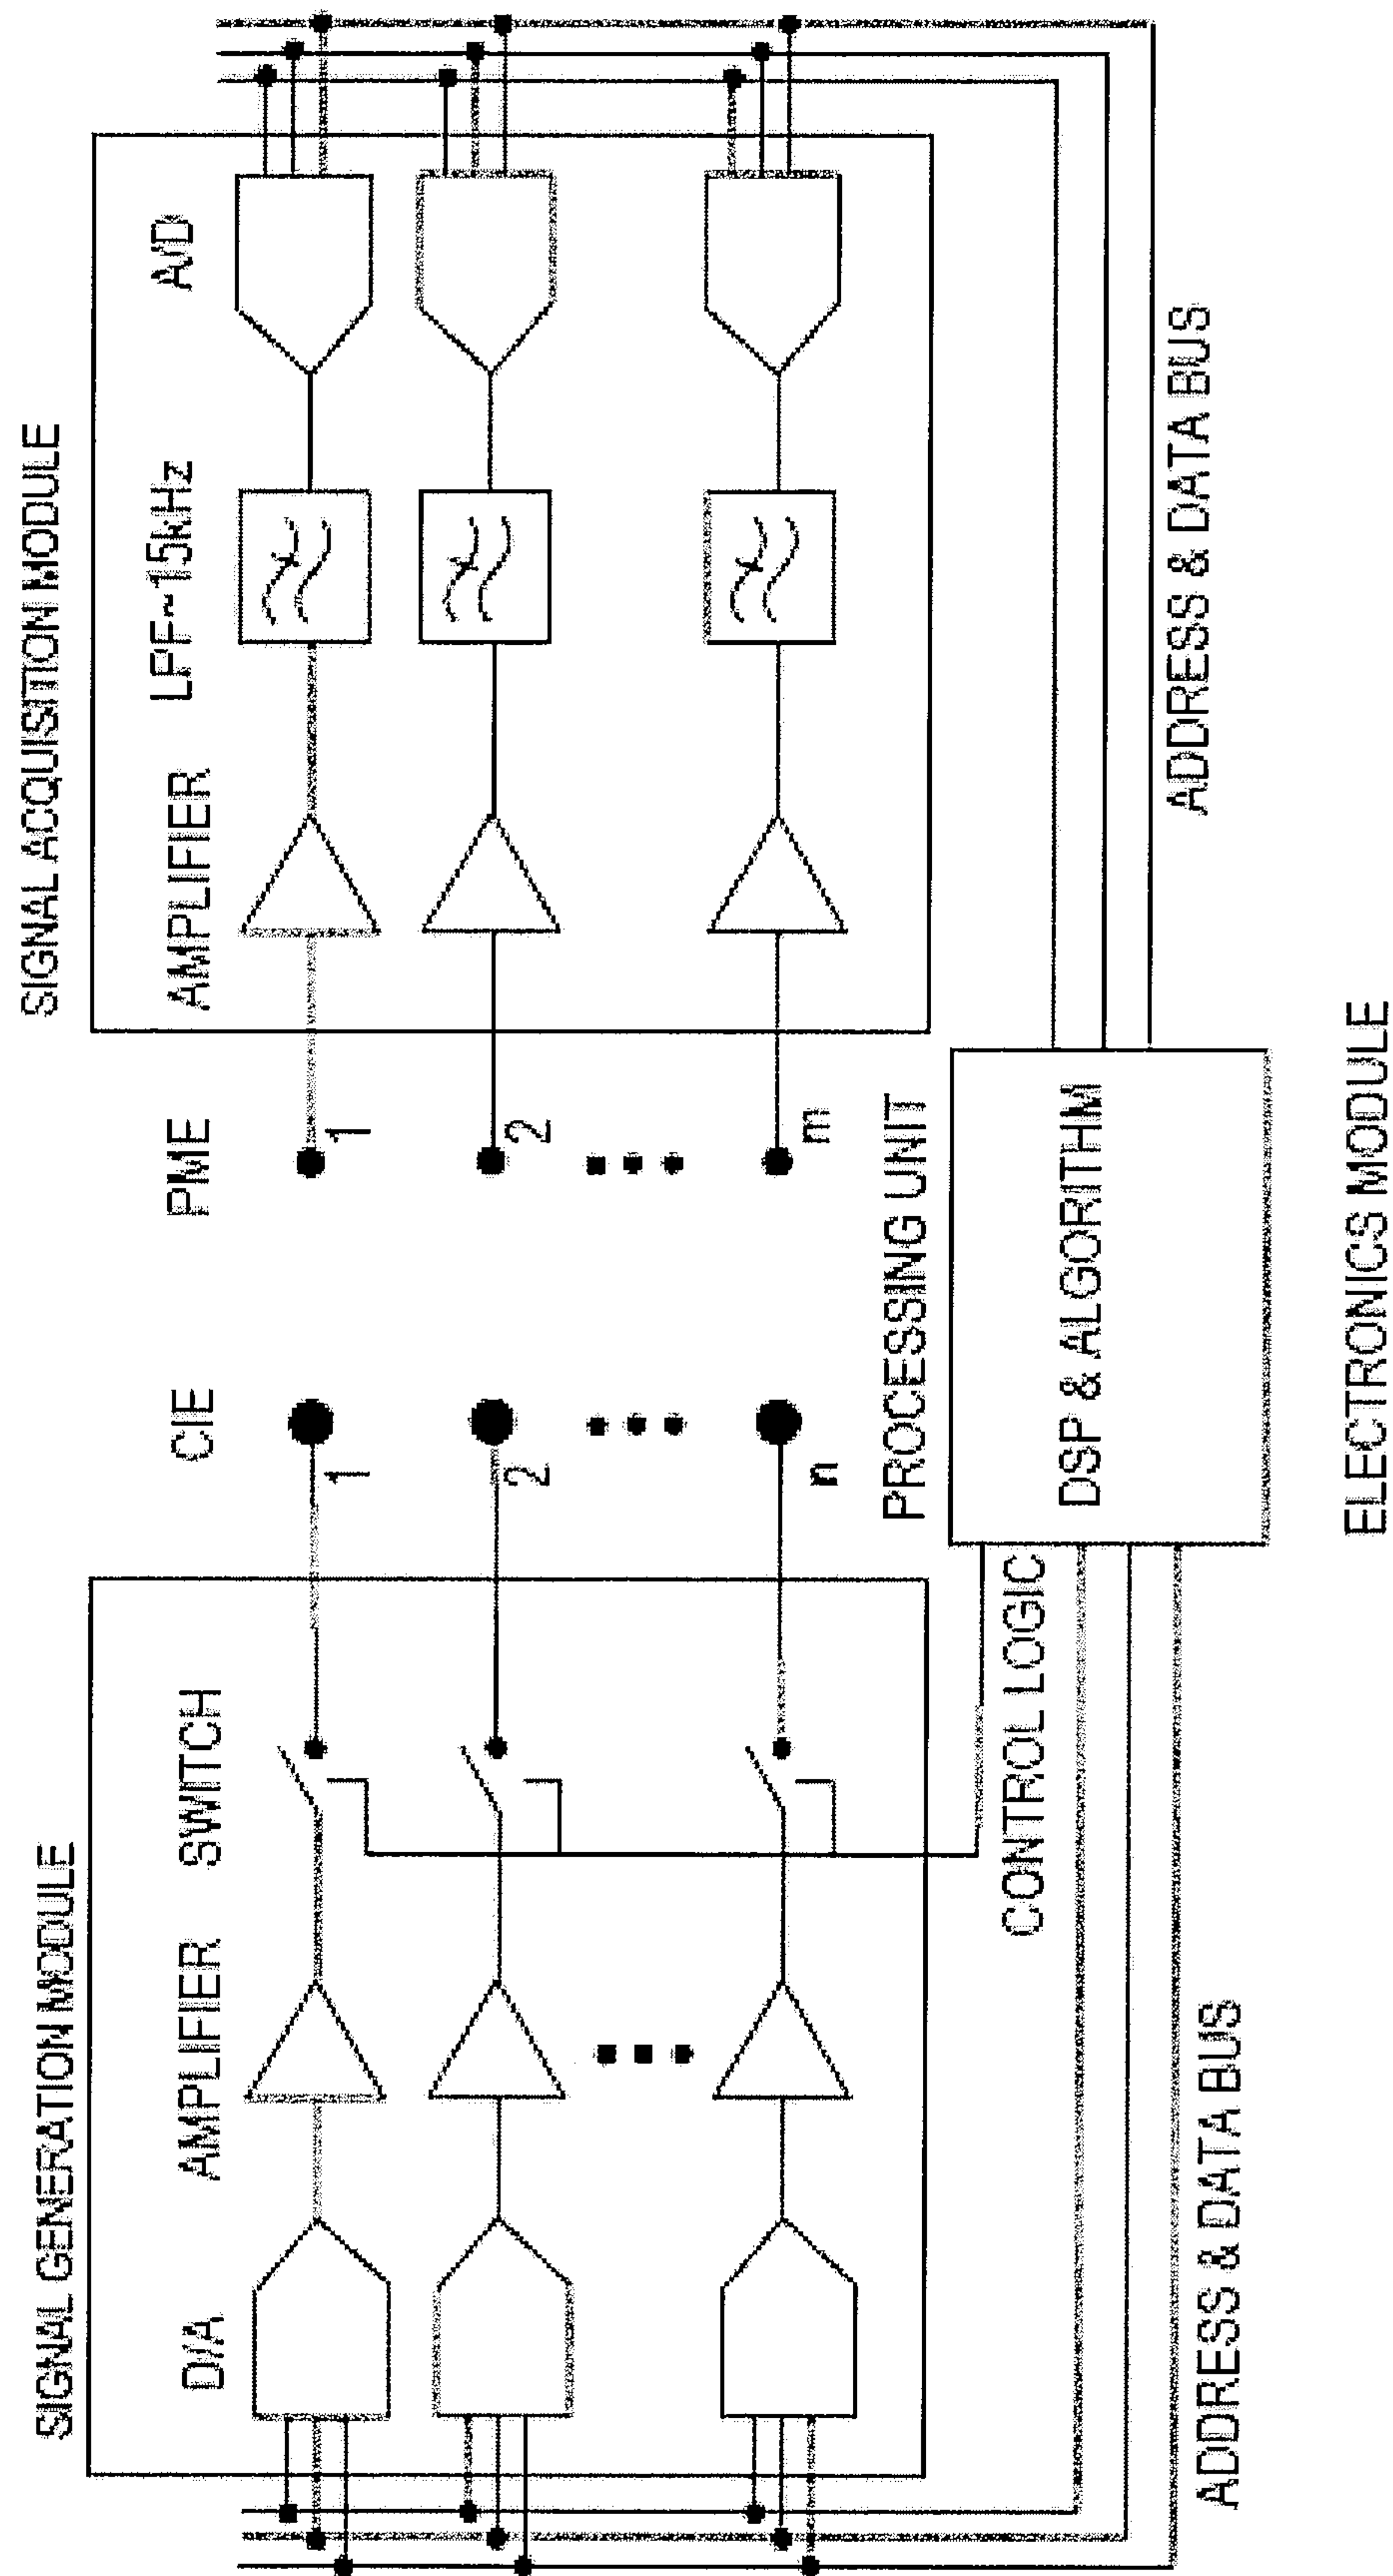 SIGNAL GENERATION MODULE
SIGNAL ACQUISITION MODULE
D/A
AMPLIFIER
SWITCH
CIE
PME
AMPLIFIER
LPF~15kHz
A/D
1
1
2
2
n
m
PROCESSING UNIT
DSP & ALGORITHM
CONTROL LOGIC
ADDRESS & DATA BUS
ADDRESS & DATA BUS
ELECTRONICS MODULE